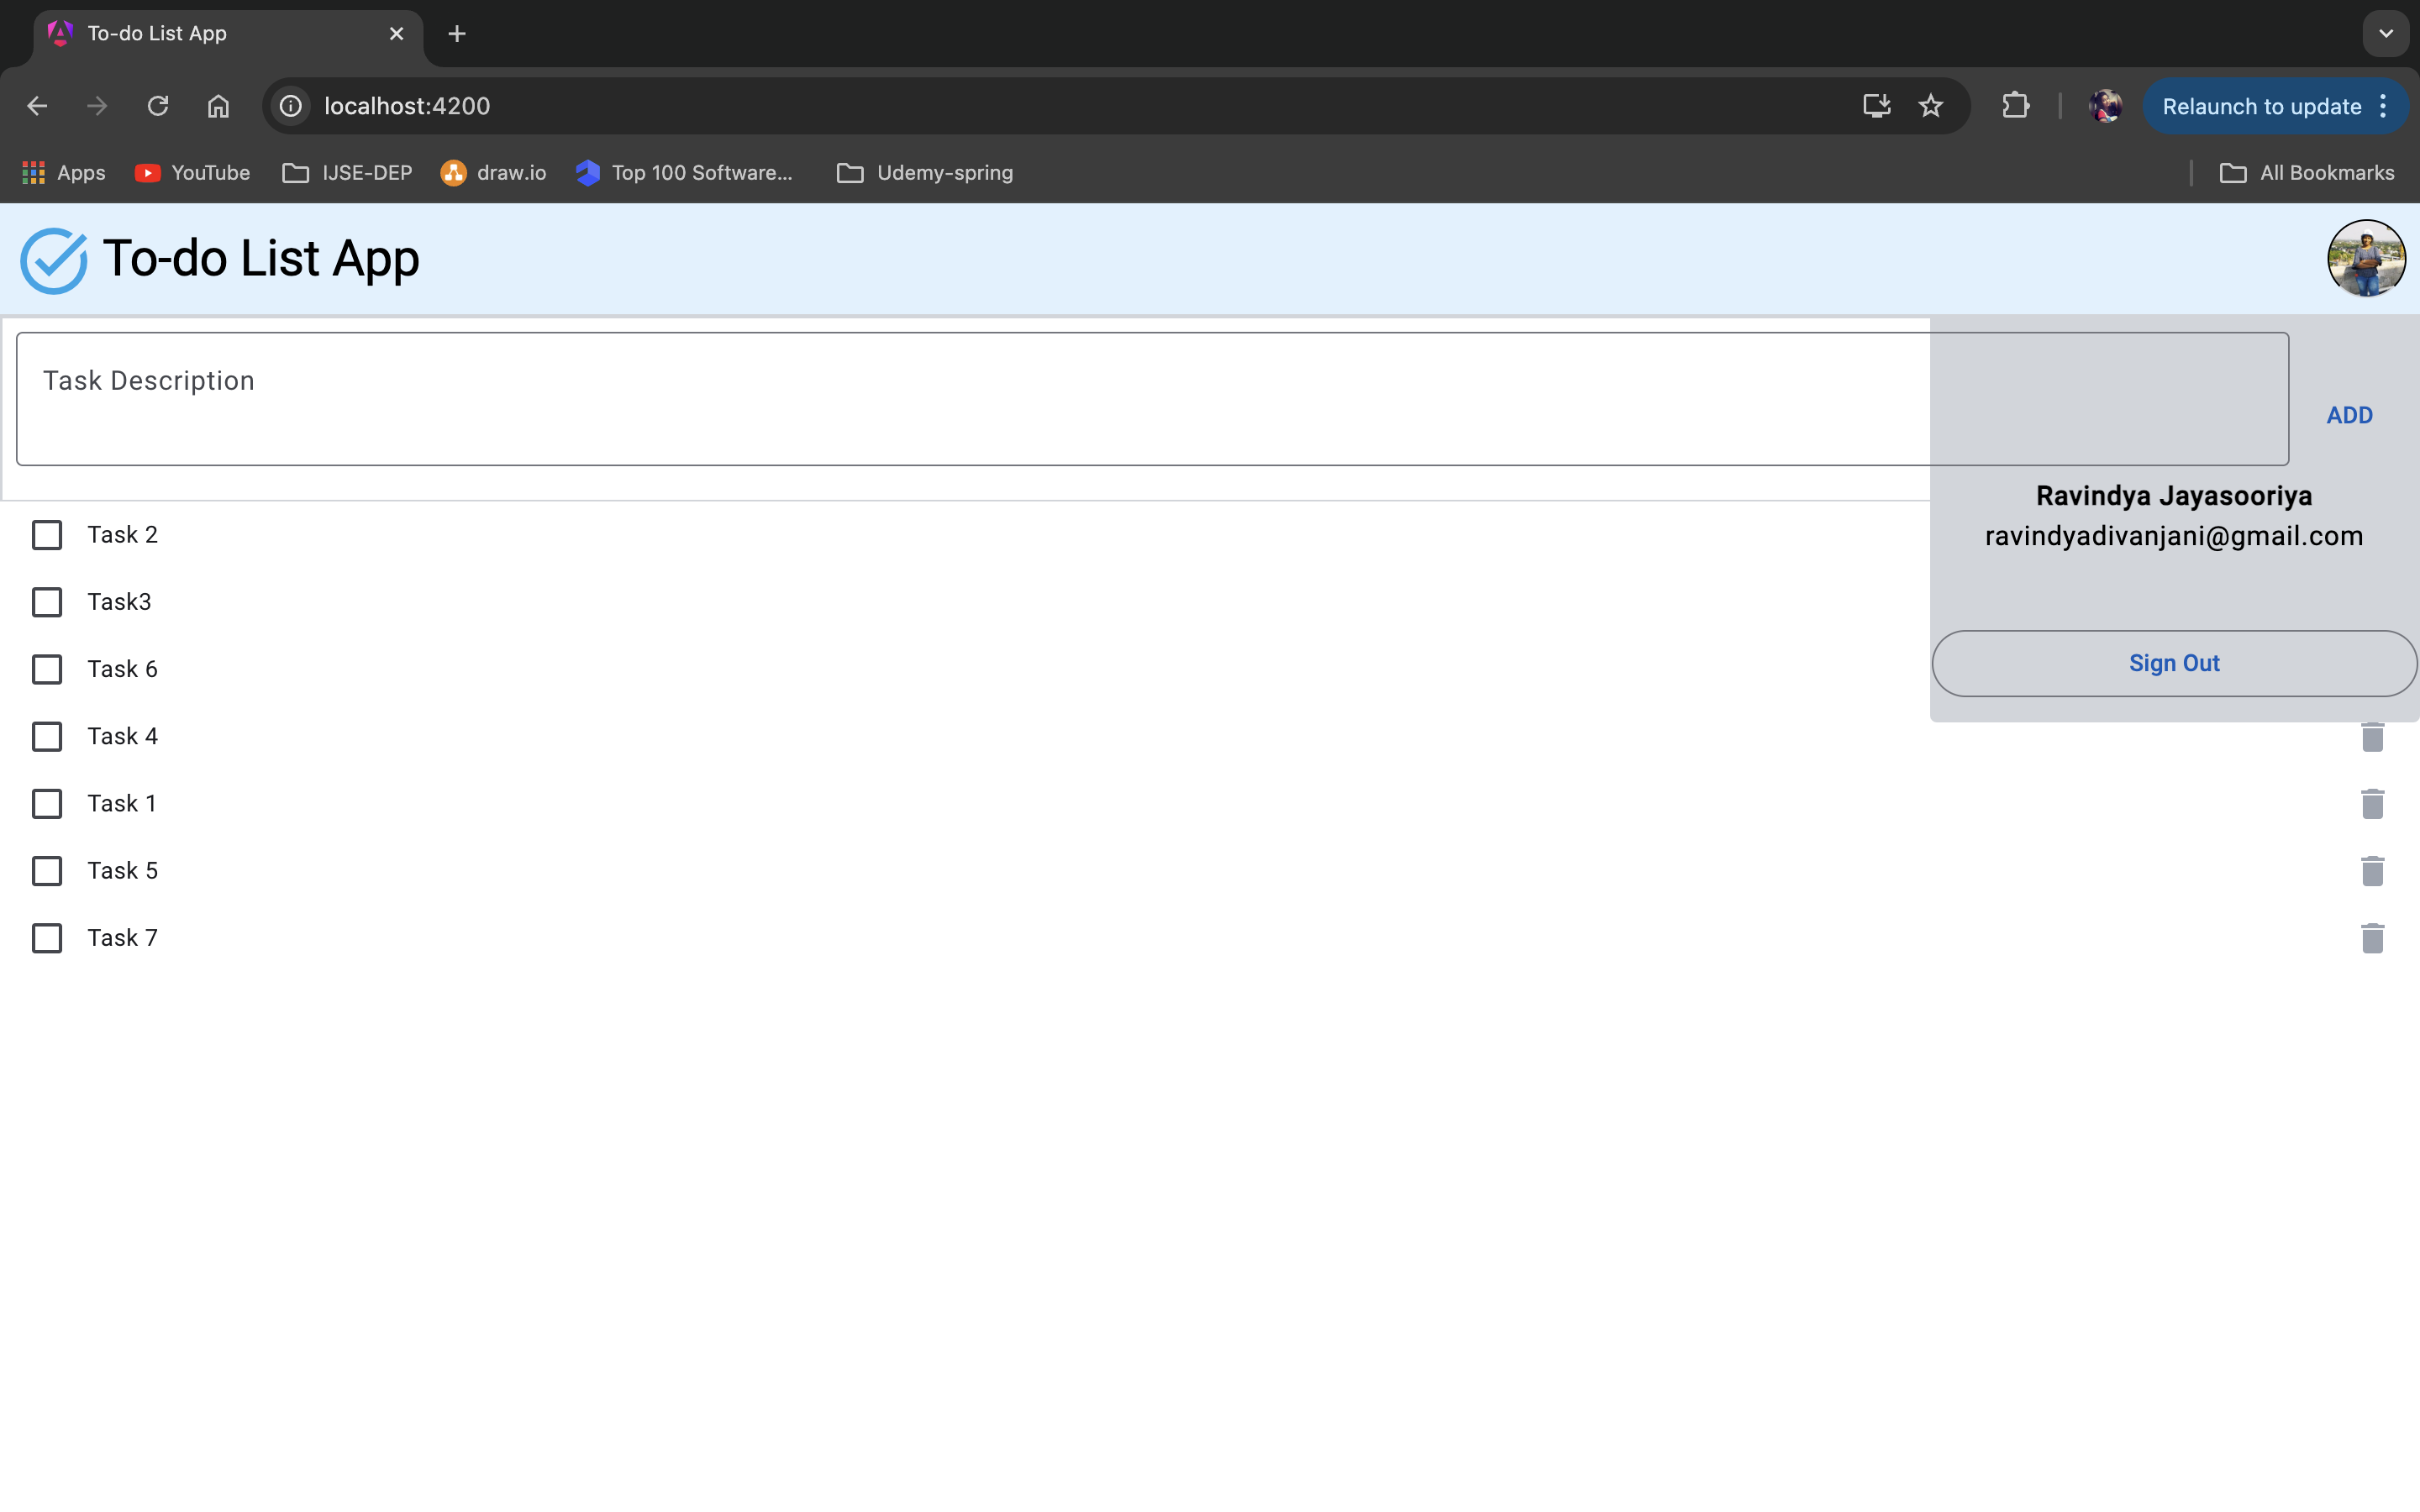 To-do List App
localhost:4200
Relaunch to update
Apps
YouTube
IJSE-DEP
draw.io
Top 100 Software...
Udemy-spring
All Bookmarks
To-do List App
Task Description
ADD
Ravindya Jayasooriya
ravindyadivanjani@gmail.com
Sign Out
Task 2
Task3
Task 6
Task 4
Task 1
Task 5
Task 7